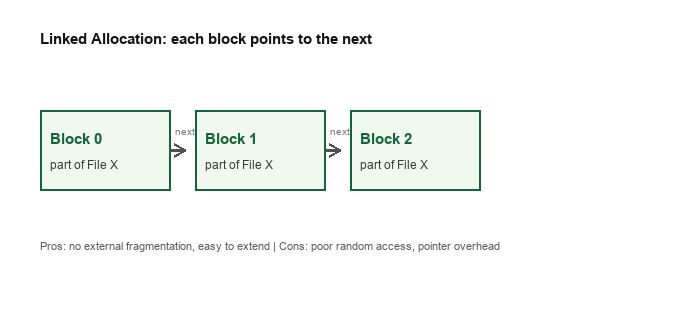 Linked Allocation: each block points to the next
Block 0
part of File X
next
Block 1
part of File X
next
Block 2
part of File X
Pros: no external fragmentation, easy to extend | Cons: poor random access, pointer overhead